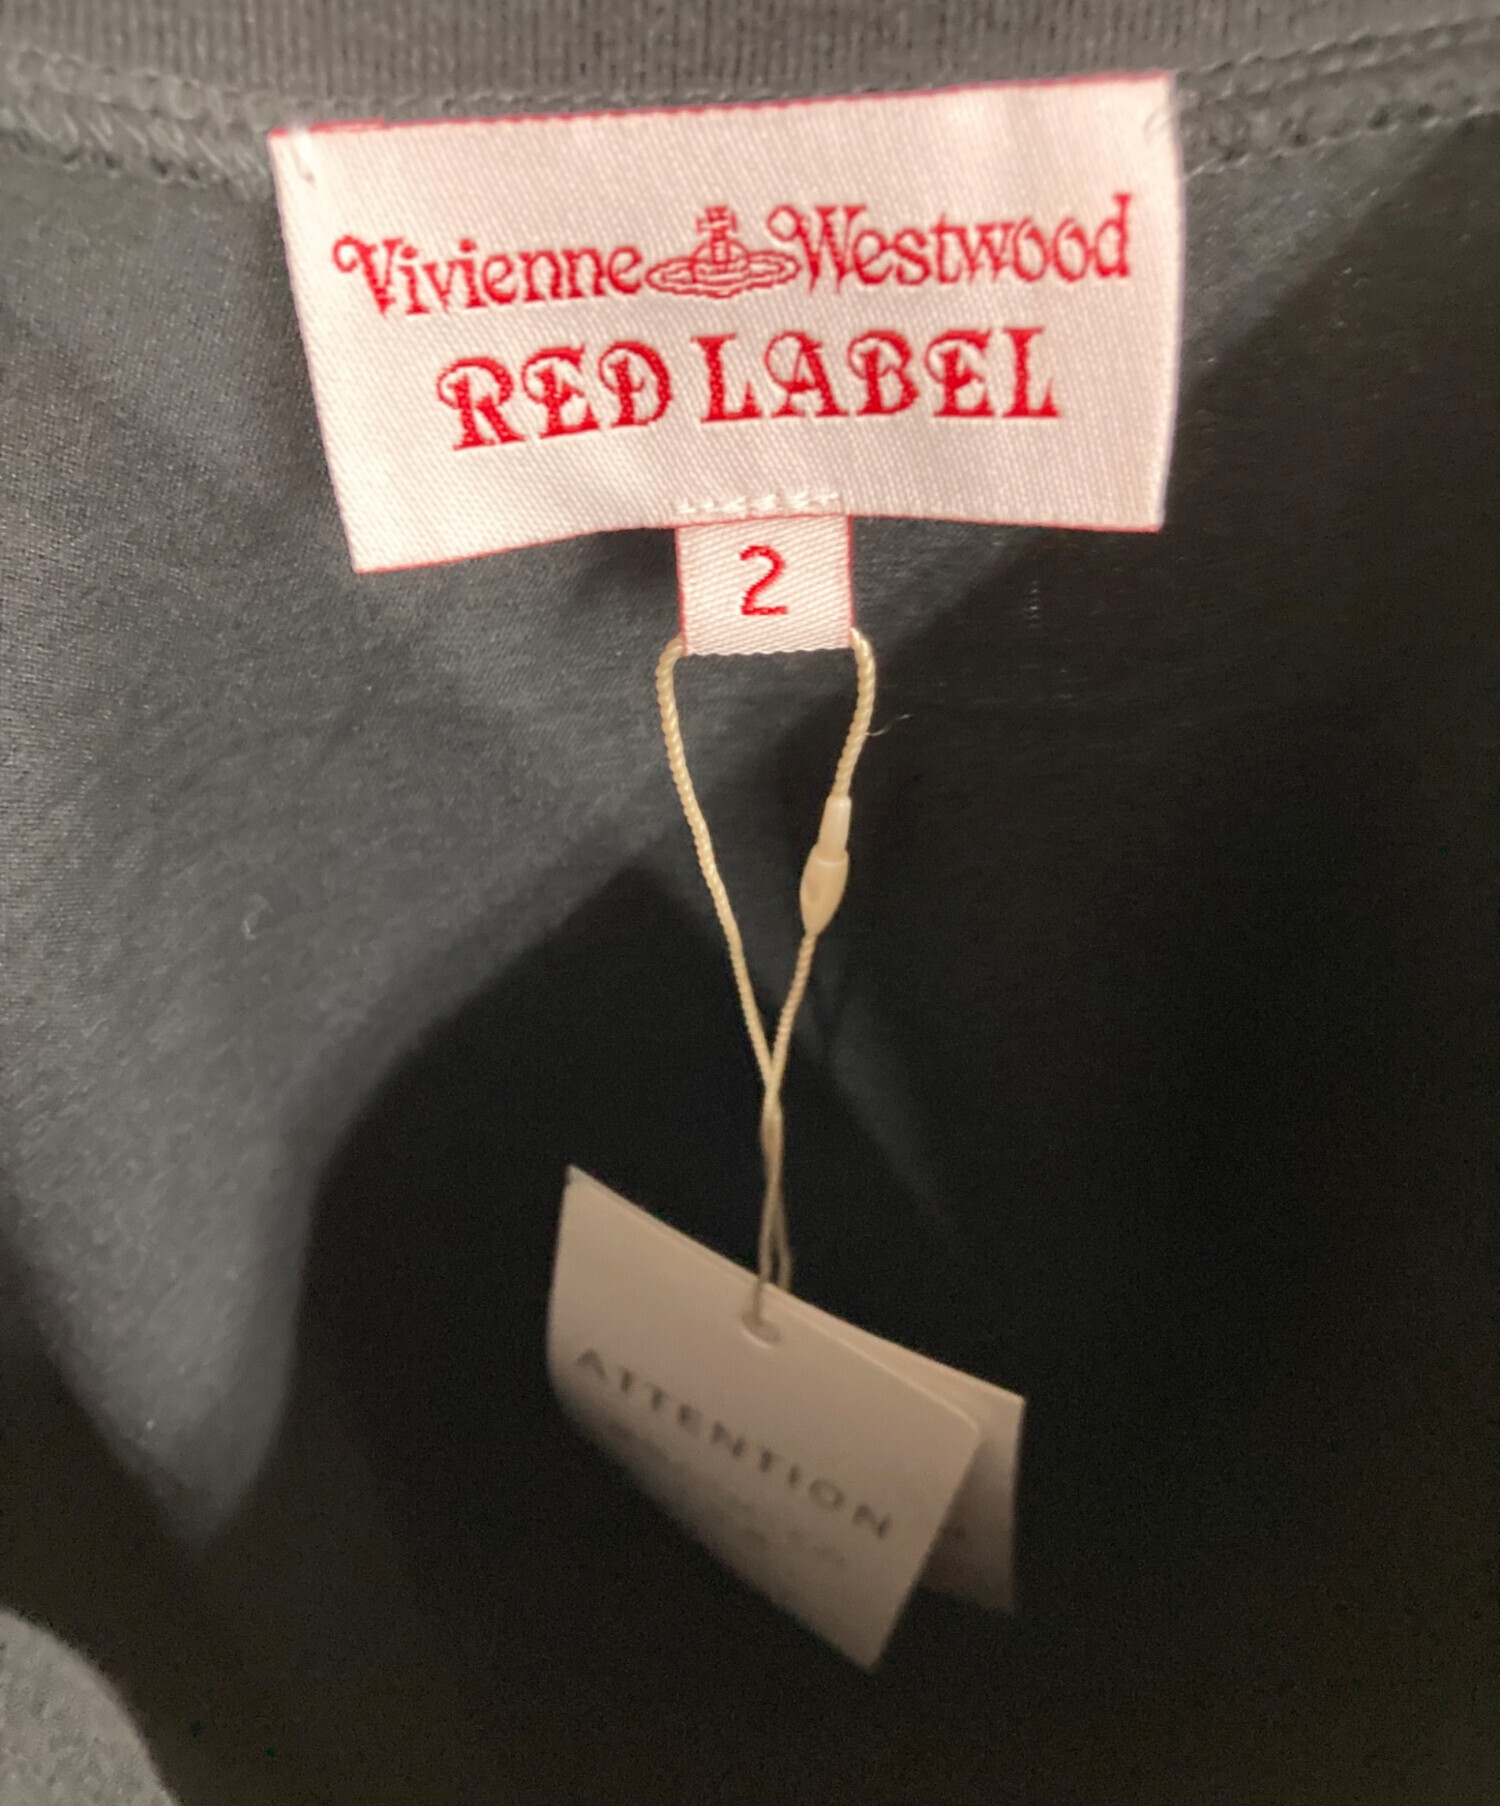 Vivienne Westwood
RED LABEL
2
ATTENTION